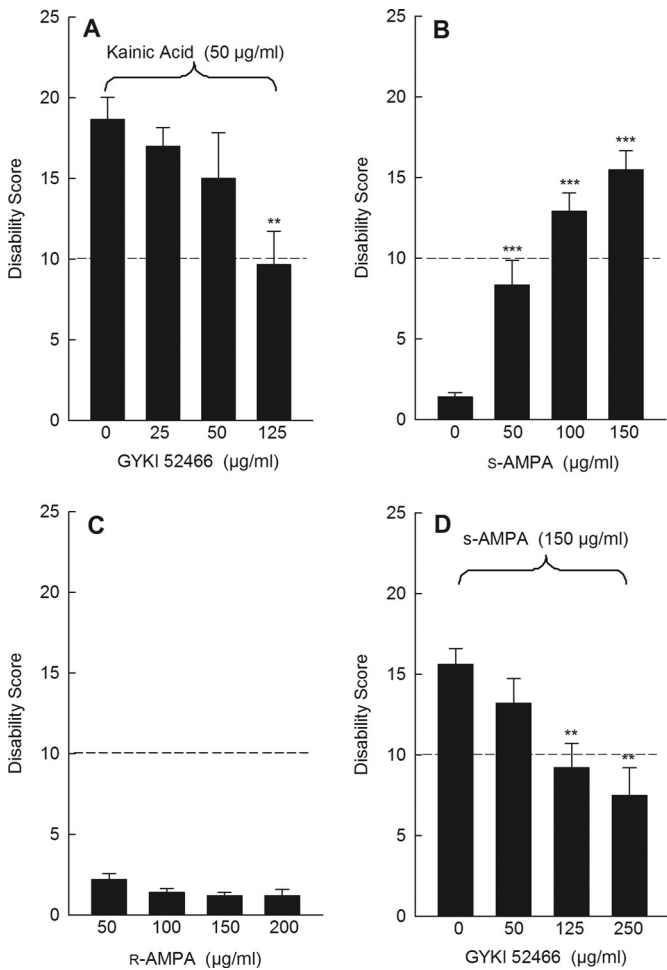 A
Kainic Acid (50 µg/ml)
25
20
15
10
5
0
Disability Score
**
0 25 50 125
GYKI 52466 (µg/ml)
B
25
20
15
10
5
0
Disability Score
***
***
***
0 50 100 150
S-AMPA (µg/ml)
C
25
20
15
10
5
0
Disability Score
50 100 150 200
R-AMPA (µg/ml)
D
S-AMPA (150 µg/ml)
25
20
15
10
5
0
Disability Score
**
**
0 50 125 250
GYKI 52466 (µg/ml)